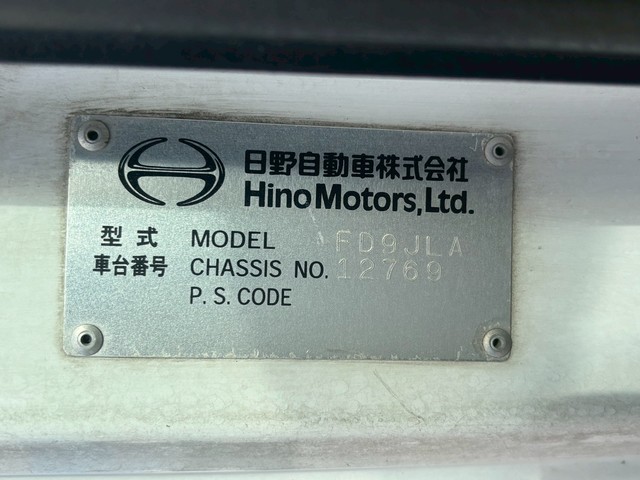 日野自動車株式会社
Hino Motors, Ltd.
型式 MODEL FD9JLA
車台番号 CHASSIS NO. 12769
P. S. CODE